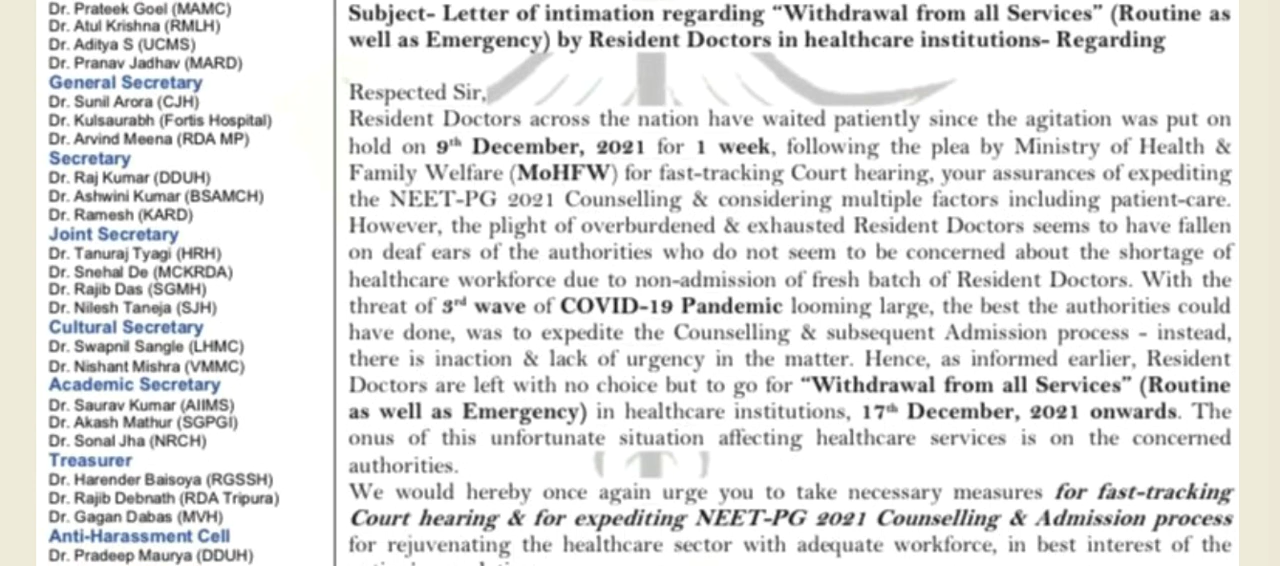 Dr. Prateek Goel (MAMC)
Dr. Atul Krishna (RMLH)
Dr. Aditya S (UCMS)
Dr. Pranav Jadhav (MARD)
General Secretary
Dr. Sunil Arora (CJH)
Dr. Kulsaurabh (Fortis Hospital)
Dr. Arvind Meena (RDA MP)
Secretary
Dr. Raj Kumar (DDUH)
Dr. Ashwini Kumar (BSAMCH)
Dr. Ramesh (KARD)
Joint Secretary
Dr. Tanuraj Tyagi (HRH)
Dr. Snehal De (MCKRDA)
Dr. Rajib Das (SGMH)
Dr. Nilesh Taneja (SJH)
Cultural Secretary
Dr. Swapnil Sangle (LHMC)
Dr. Nishant Mishra (VMMC)
Academic Secretary
Dr. Saurav Kumar (AIIMS)
Dr. Akash Mathur (SGPGI)
Dr. Sonal Jha (NRCH)
Treasurer
Dr. Harender Baisoya (RGSSH)
Dr. Rajib Debnath (RDA Tripura)
Dr. Gagan Dabas (MVH)
Anti-Harassment Cell
Dr. Pradeep Maurya (DDUH)
Subject- Letter of intimation regarding “Withdrawal from all Services” (Routine as
well as Emergency) by Resident Doctors in healthcare institutions- Regarding
Respected Sir,
Resident Doctors across the nation have waited patiently since the agitation was put on
hold on 9th December, 2021 for 1 week, following the plea by Ministry of Health &
Family Welfare (MoHFW) for fast-tracking Court hearing, your assurances of expediting
the NEET-PG 2021 Counselling & considering multiple factors including patient-care.
However, the plight of overburdened & exhausted Resident Doctors seems to have fallen
on deaf ears of the authorities who do not seem to be concerned about the shortage of
healthcare workforce due to non-admission of fresh batch of Resident Doctors. With the
threat of 3rd wave of COVID-19 Pandemic looming large, the best the authorities could
have done, was to expedite the Counselling & subsequent Admission process - instead,
there is inaction & lack of urgency in the matter. Hence, as informed earlier, Resident
Doctors are left with no choice but to go for “Withdrawal from all Services” (Routine
as well as Emergency) in healthcare institutions, 17th December, 2021 onwards. The
onus of this unfortunate situation affecting healthcare services is on the concerned
authorities.
We would hereby once again urge you to take necessary measures for fast-tracking
Court hearing & for expediting NEET-PG 2021 Counselling & Admission process
for rejuvenating the healthcare sector with adequate workforce, in best interest of the